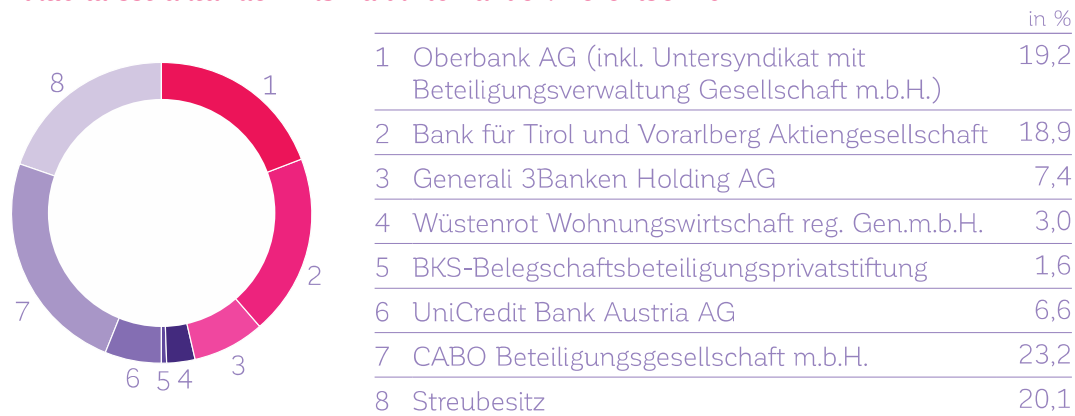 in %
1 Oberbank AG (inkl. Untersyndikat mit 19,2
Beteiligungsverwaltung Gesellschaft m.b.H.)
2 Bank für Tirol und Vorarlberg Aktiengesellschaft 18,9
3 Generali 3Banken Holding AG 7,4
4 Wüstenrot Wohnungswirtschaft reg. Gen.m.b.H. 3,0
5 BKS-Belegschaftsbeteiligungsprivatstiftung 1,6
6 UniCredit Bank Austria AG 6,6
7 CABO Beteiligungsgesellschaft m.b.H. 23,2
8 Streubesitz 20,1
8
1
2
7
3
6 5 4